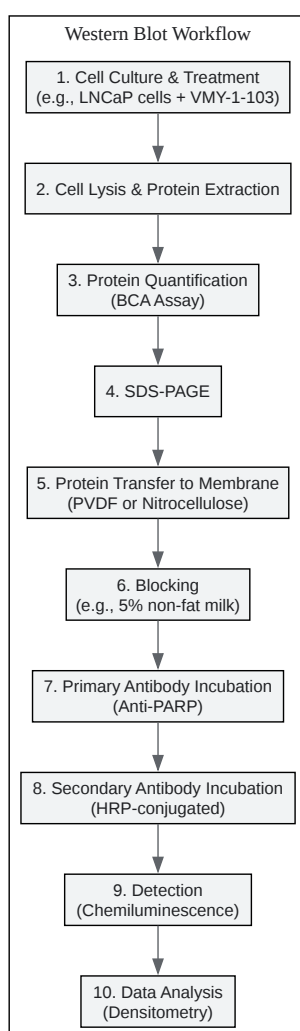 Western Blot Workflow
1. Cell Culture & Treatment
(e.g., LNCaP cells + VMY-1-103)
2. Cell Lysis & Protein Extraction
3. Protein Quantification
(BCA Assay)
4. SDS-PAGE
5. Protein Transfer to Membrane
(PVDF or Nitrocellulose)
6. Blocking
(e.g., 5% non-fat milk)
7. Primary Antibody Incubation
(Anti-PARP)
8. Secondary Antibody Incubation
(HRP-conjugated)
9. Detection
(Chemiluminescence)
10. Data Analysis
(Densitometry)